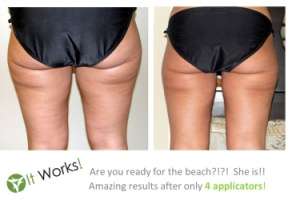 It Works!
Are you ready for the beach?!?! She is!!
Amazing results after only 4 applicators!